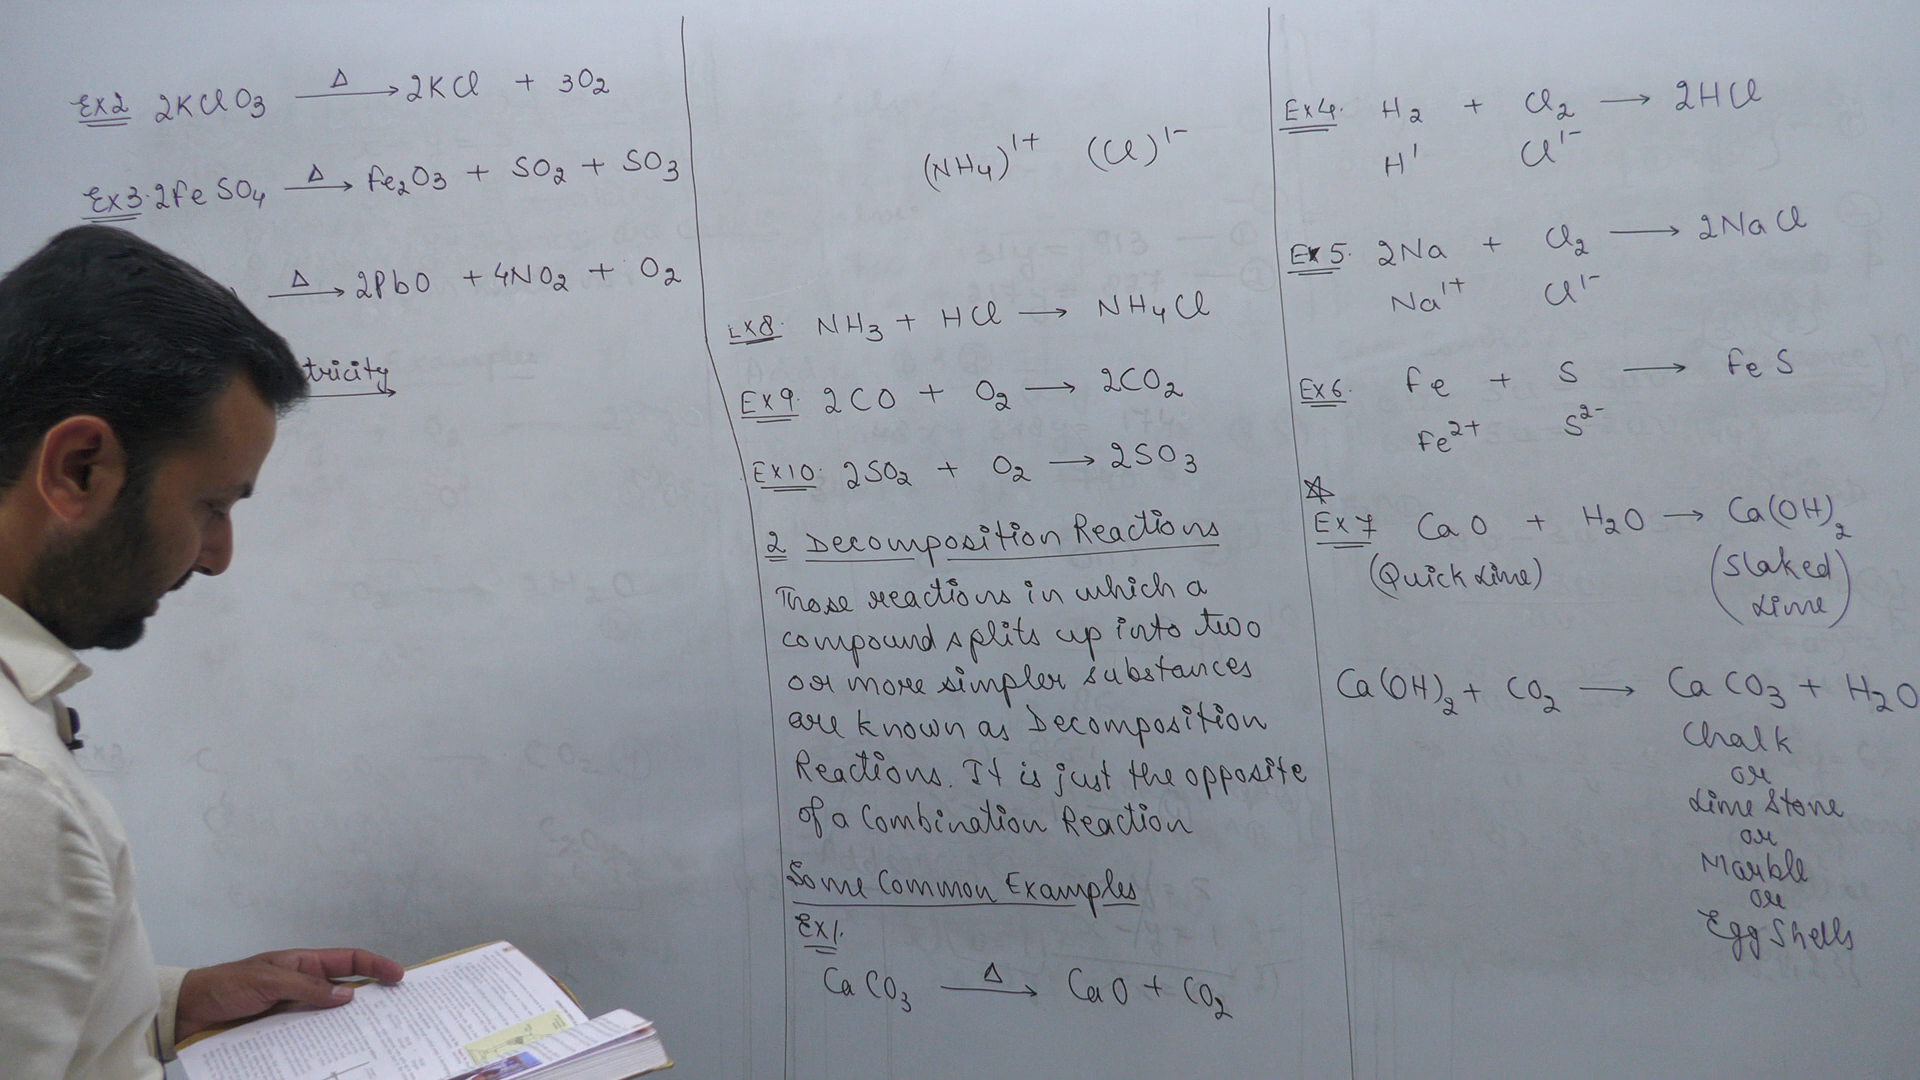 Ex2 2KClO3 Δ→ 2KCl + 3O2
Ex3. 2FeSO4 Δ→ Fe2O3 + SO2 + SO3
Δ→ 2PbO + 4NO2 + O2
tricity →
(NH4)1+ (Cl)1-
Ex8. NH3 + HCl → NH4Cl
Ex9. 2CO + O2 → 2CO2
Ex10. 2SO2 + O2 → 2SO3
2 Decomposition Reactions
Those reactions in which a
compound splits up into two
or more simpler substances
are known as Decomposition
Reactions. It is just the opposite
of a Combination Reaction
Some Common Examples
Ex1.
CaCO3 Δ→ CaO + CO2
Ex4. H2 + Cl2 → 2HCl
H1 Cl1-
Ex5. 2Na + Cl2 → 2NaCl
Na1+ Cl1-
Ex6. Fe + S → FeS
Fe2+ S2-
Ex7 CaO + H2O → Ca(OH)2
(Quick Lime) (Slaked
Lime)
Ca(OH)2 + CO2 → CaCO3 + H2O
Chalk
or
Lime Stone
or
Marble
or
Egg Shells